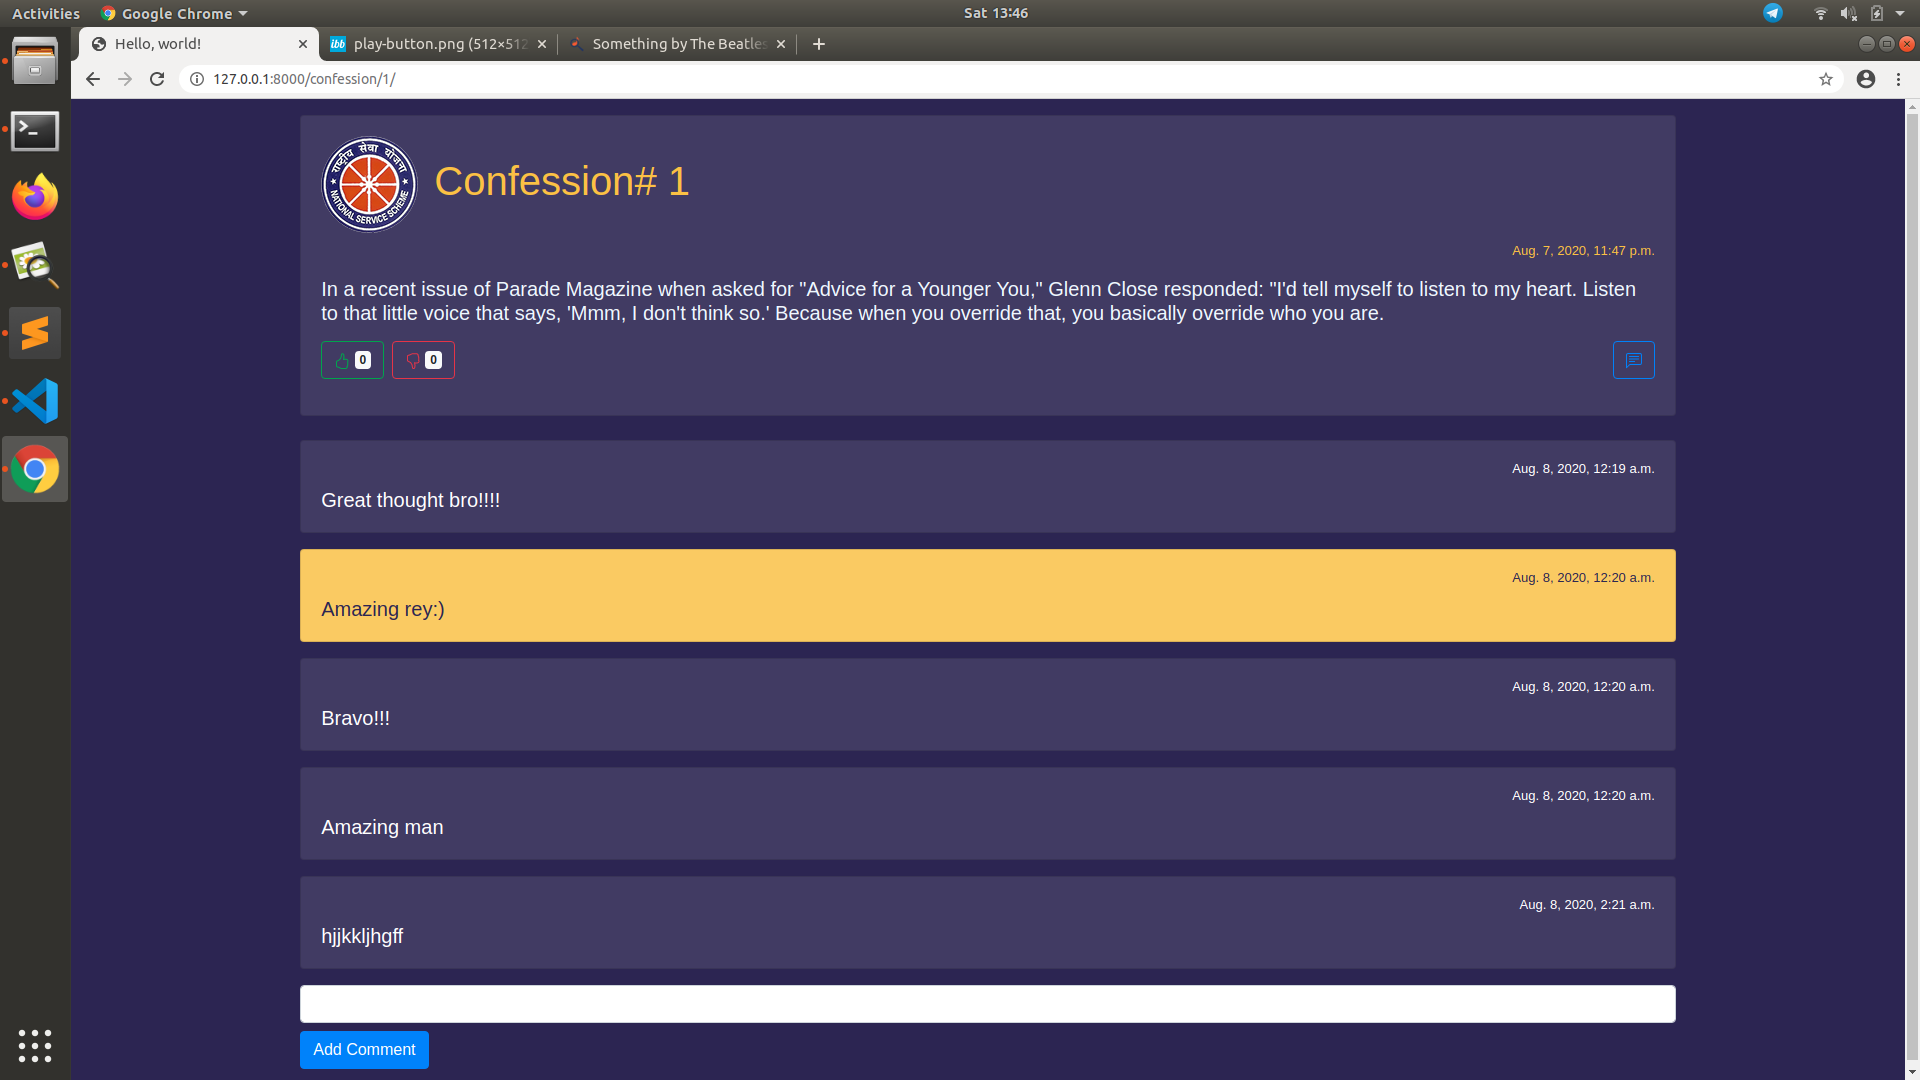 Activities Google Chrome Sat 13:46
Hello, world! ibb play-button.png (512×512 Something by The Beatles
127.0.0.1:8000/confession/1/
राष्ट्रीय सेवा योजना
NATIONAL SERVICE SCHEME
Confession# 1
Aug. 7, 2020, 11:47 p.m.
In a recent issue of Parade Magazine when asked for "Advice for a Younger You," Glenn Close responded: "I'd tell myself to listen to my heart. Listen
to that little voice that says, 'Mmm, I don't think so.' Because when you override that, you basically override who you are.
0 0
Aug. 8, 2020, 12:19 a.m.
Great thought bro!!!!
Aug. 8, 2020, 12:20 a.m.
Amazing rey:)
Aug. 8, 2020, 12:20 a.m.
Bravo!!!
Aug. 8, 2020, 12:20 a.m.
Amazing man
Aug. 8, 2020, 2:21 a.m.
hjjkkljhgff
Add Comment